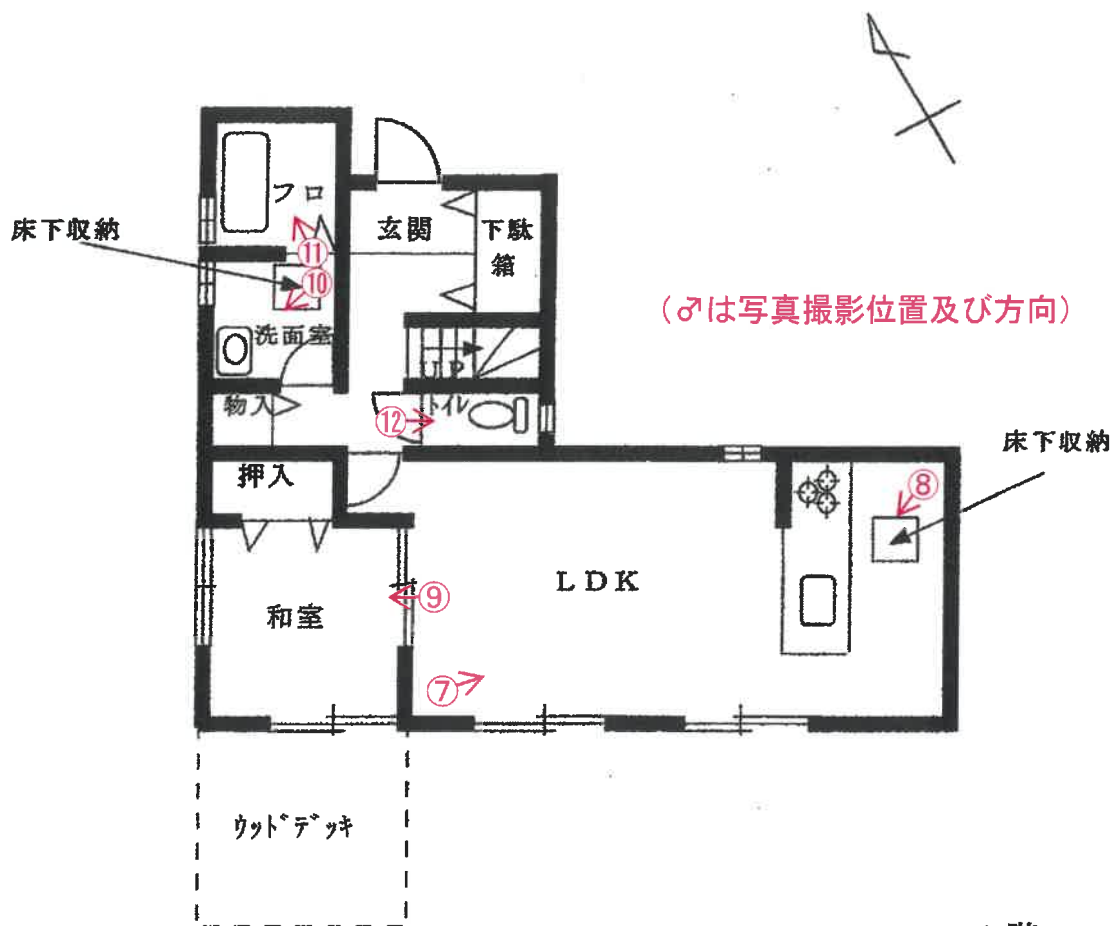 フロ
床下収納
⑪
玄関
下駄
箱
⑩
(♂は写真撮影位置及び方向)
洗面室
UP
物入
⑫
トイレ
床下収納
押入
⑧
LDK
⑨
和室
⑦
ウッドデッキ
階